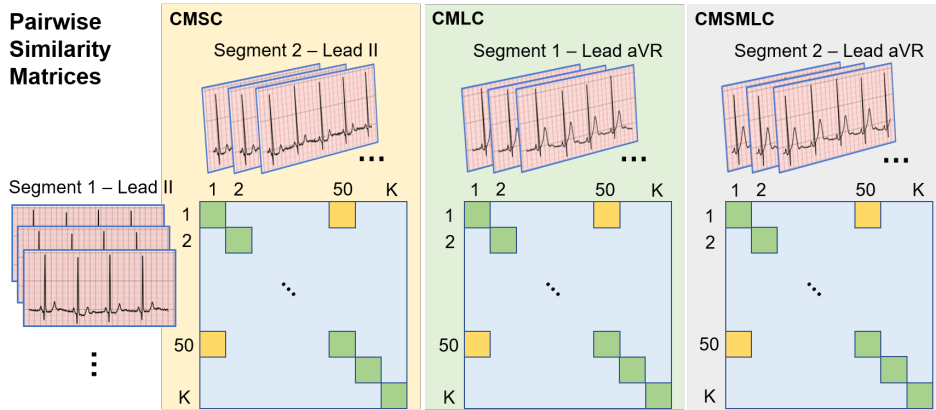 Pairwise
Similarity
Matrices
Segment 1 – Lead II
⋮
CMSC
Segment 2 – Lead II
...
1 2 50 K
1
2
⋱
50
K
CMLC
Segment 1 – Lead aVR
...
1 2 50 K
1
2
⋱
50
K
CMSMLC
Segment 2 – Lead aVR
...
1 2 50 K
1
2
⋱
50
K